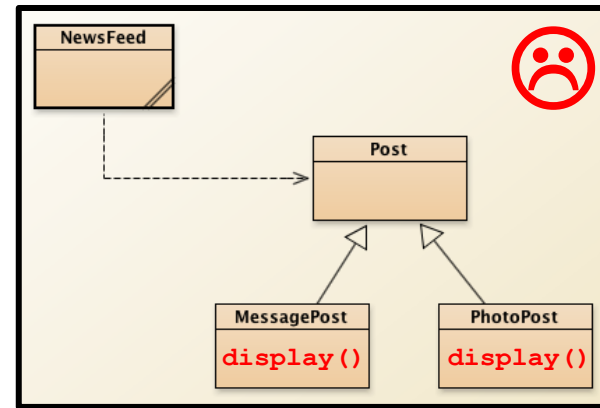 NewsFeed
Post
MessagePost
display()
PhotoPost
display()